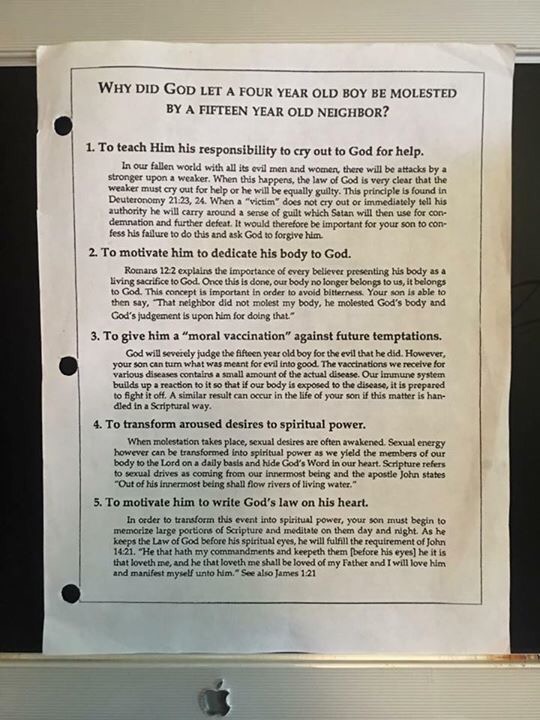 WHY DID GOD LET A FOUR YEAR OLD BOY BE MOLESTED
BY A FIFTEEN YEAR OLD NEIGHBOR?
1. To teach Him his responsibility to cry out to God for help.
In our fallen world with all its evil men and women, there will be attacks by a
stronger upon a weaker. When this happens, the law of God is very clear that the
weaker must cry out for help or he will be equally guilty. This principle is found in
Deuteronomy 21:23, 24. When a "victim" does not cry out or immediately tell his
authority he will carry around a sense of guilt which Satan will then use for con-
demnation and further defeat. It would therefore be important for your son to con-
fess his failure to do this and ask God to forgive him.
2. To motivate him to dedicate his body to God.
Romans 12:2 explains the importance of every believer presenting his body as a
living sacrifice to God. Once this is done, our body no longer belongs to us, it belongs
to God. This concept is important in order to avoid bitterness. Your son is able to
then say, "That neighbor did not molest my body, he molested God's body and
God's judgement is upon him for doing that."
3. To give him a "moral vaccination" against future temptations.
God will severely judge the fifteen year old boy for the evil that he did. However,
your son can turn what was meant for evil into good. The vaccinations we receive for
various diseases contains a small amount of the actual disease. Our immune system
builds up a reaction to it so that if our body is exposed to the disease, it is prepared
to fight it off. A similar result can occur in the life of your son if this matter is han-
dled in a Scriptural way.
4. To transform aroused desires to spiritual power.
When molestation takes place, sexual desires are often awakened. Sexual energy
however can be transformed into spiritual power as we yield the members of our
body to the Lord on a daily basis and hide God's Word in our heart. Scripture refers
to sexual drives as coming from our innermost being and the apostle John states
"Out of his innermost being shall flow rivers of living water."
5. To motivate him to write God's law on his heart.
In order to transform this event into spiritual power, your son must begin to
memorize large portions of Scripture and meditate on them day and night. As he
keeps the Law of God before his spiritual eyes, he will fulfill the requirement of John
14:21. "He that hath my commandments and keepeth them [before his eyes] he it is
that loveth me, and he that loveth me shall be loved of my Father and I will love him
and manifest myself unto him." See also James 1:21